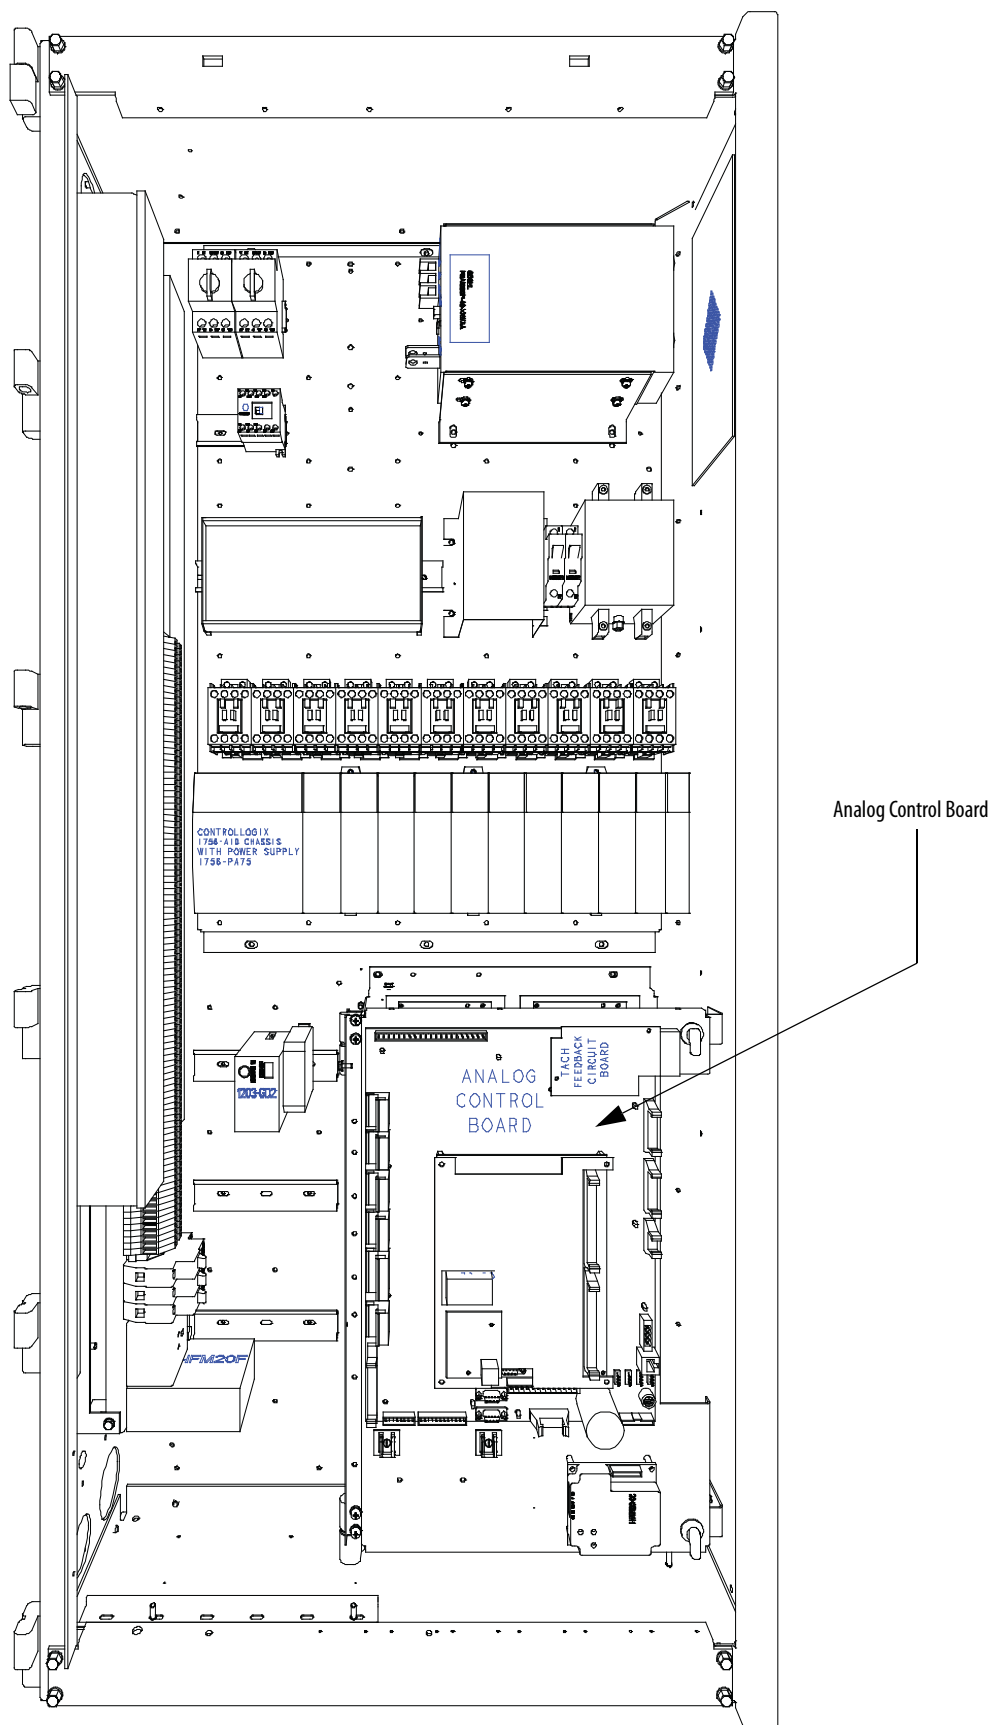 Analog Control Board
CONTROLLOGIX
1756-A10 CHASSIS
WITH POWER SUPPLY
1756-PA75
TACH
FEEDBACK
CIRCUIT
BOARD
ANALOG
CONTROL
BOARD
1203-GD2
HFM20F